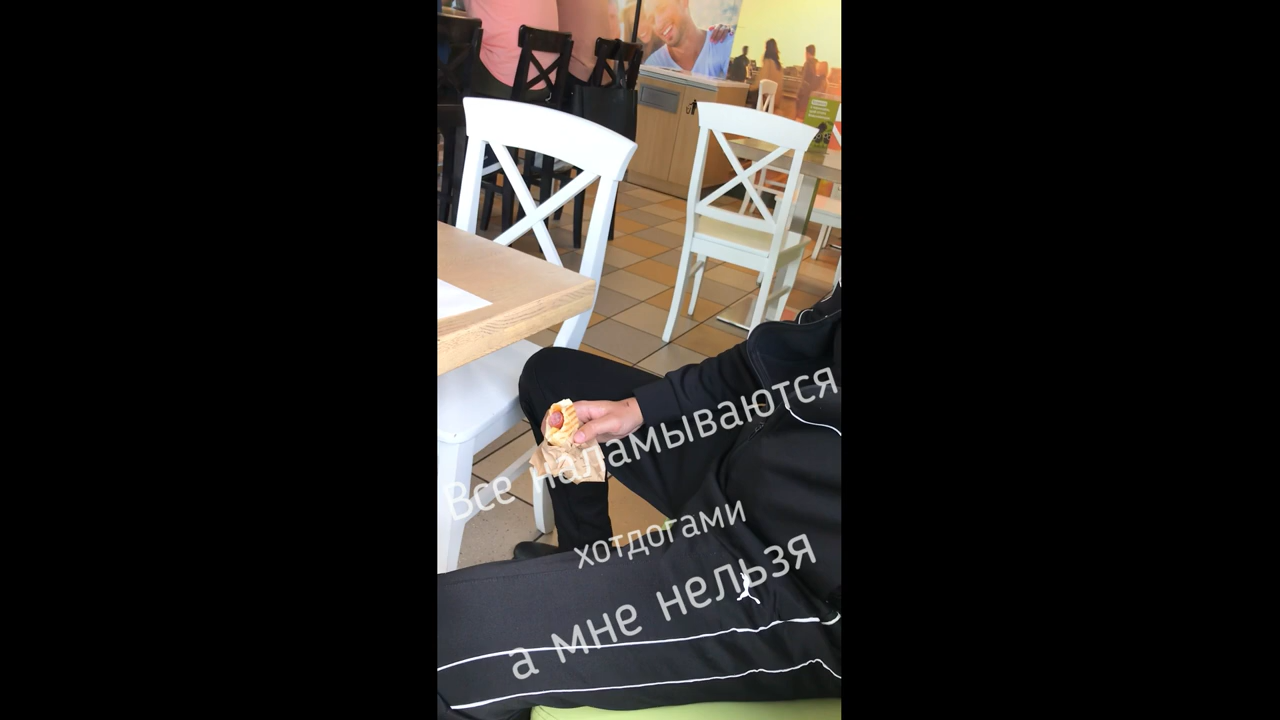 Все наламываются
хотдогами
а мне нельзя